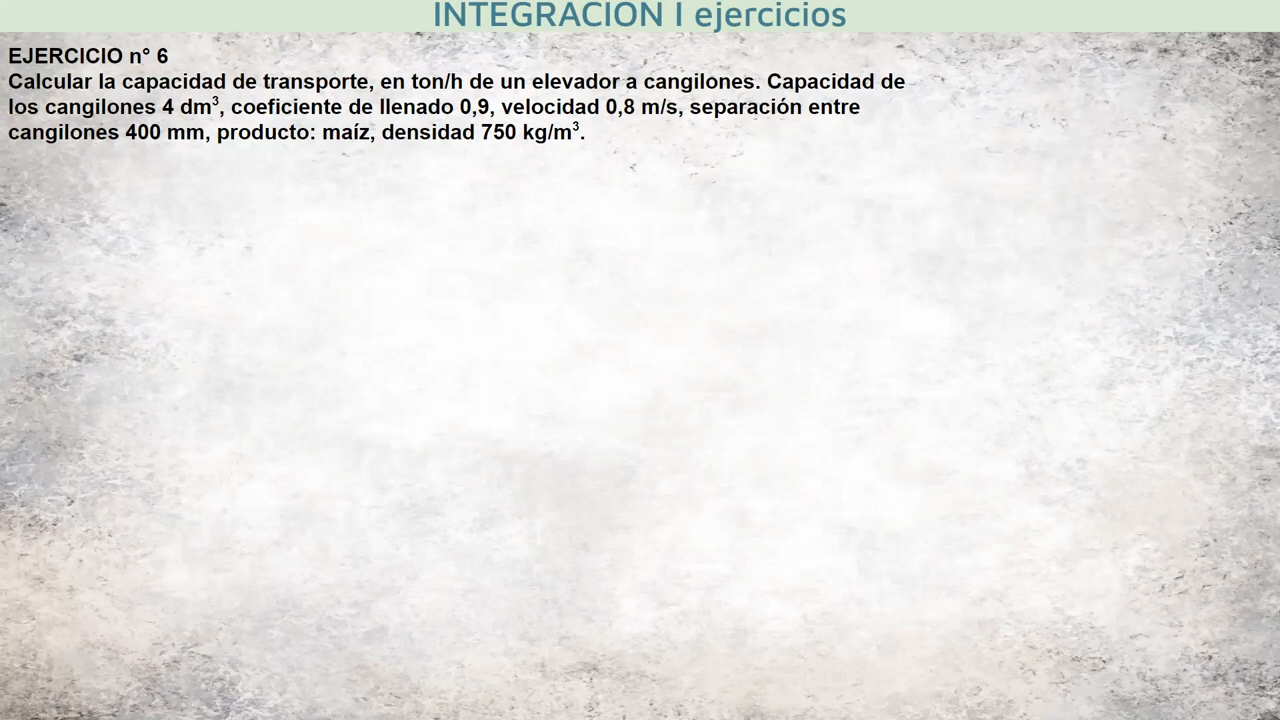 INTEGRACION I ejercicios
EJERCICIO n° 6
Calcular la capacidad de transporte, en ton/h de un elevador a cangilones. Capacidad de
los cangilones 4 dm³, coeficiente de llenado 0,9, velocidad 0,8 m/s, separación entre
cangilones 400 mm, producto: maíz, densidad 750 kg/m³.